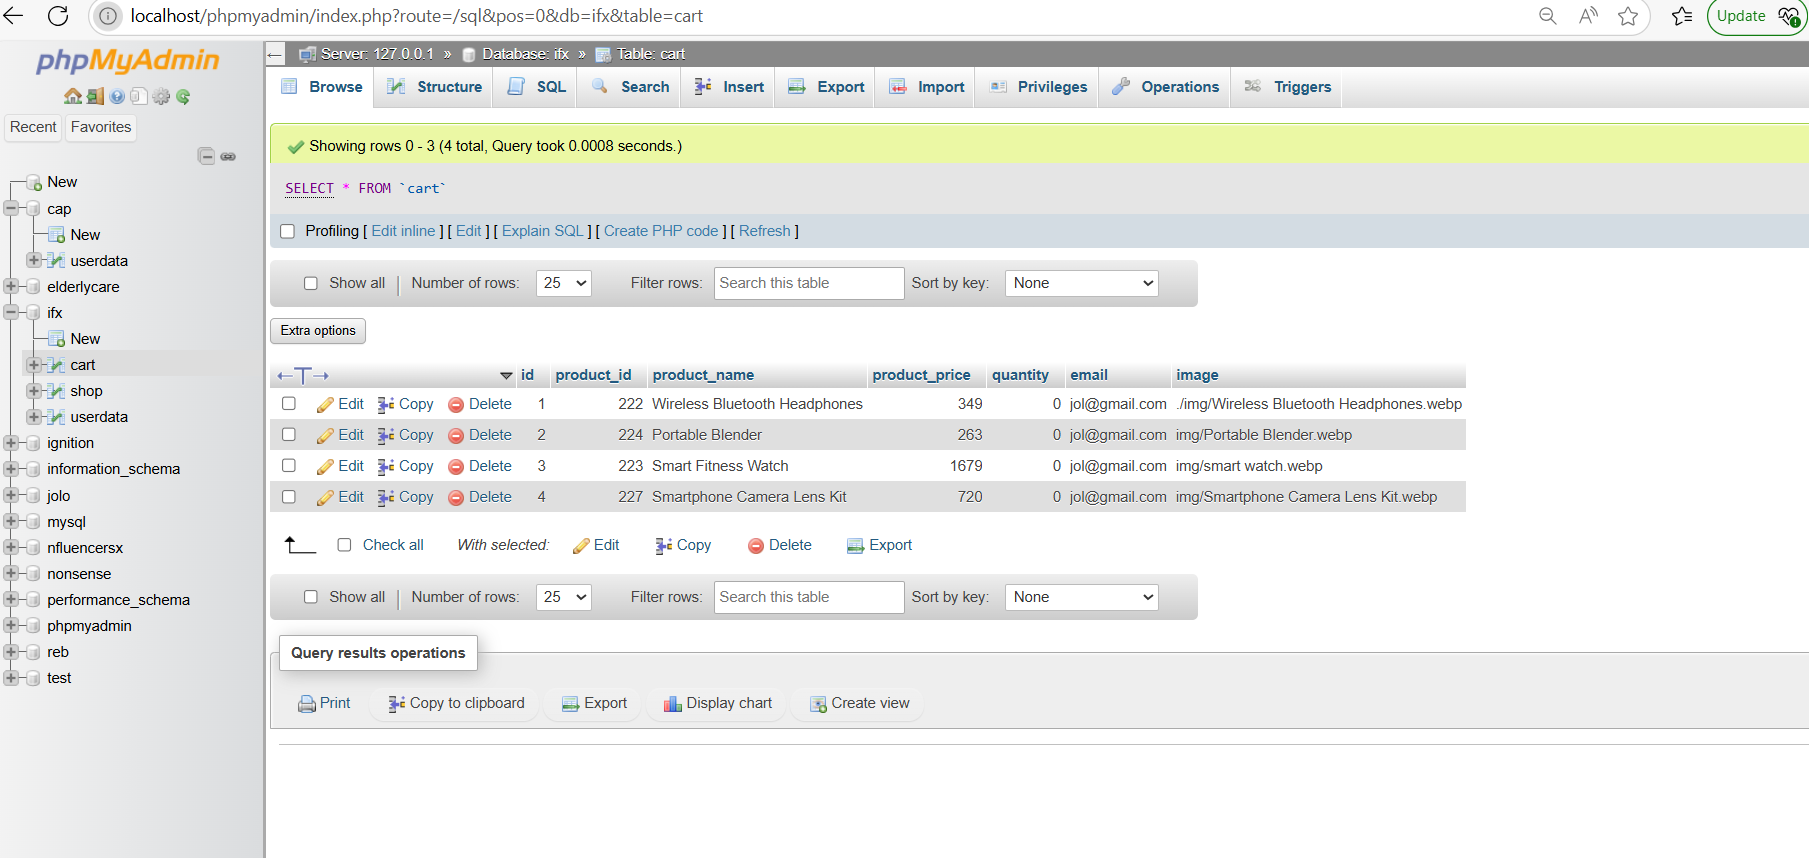 localhost/phpmyadmin/index.php?route=/sql&pos=0&db=ifx&table=cart
A
Update
phpMyAdmin
Recent Favorites
New
cap
New
userdata
elderlycare
ifx
New
cart
shop
userdata
ignition
information_schema
jolo
mysql
nfluencersx
nonsense
performance_schema
phpmyadmin
reb
test
Server: 127.0.0.1 » Database: ifx » Table: cart
Browse Structure SQL Search Insert Export Import Privileges Operations Triggers
Showing rows 0 - 3 (4 total, Query took 0.0008 seconds.)
SELECT * FROM `cart`
Profiling [ Edit inline ] [ Edit ] [ Explain SQL ] [ Create PHP code ] [ Refresh ]
Show all | Number of rows: 25 Filter rows: Search this table Sort by key: None
Extra options
←T→ id product_id product_name product_price quantity email image
Edit Copy Delete 1 222 Wireless Bluetooth Headphones 349 0 jol@gmail.com ./img/Wireless Bluetooth Headphones.webp
Edit Copy Delete 2 224 Portable Blender 263 0 jol@gmail.com img/Portable Blender.webp
Edit Copy Delete 3 223 Smart Fitness Watch 1679 0 jol@gmail.com img/smart watch.webp
Edit Copy Delete 4 227 Smartphone Camera Lens Kit 720 0 jol@gmail.com img/Smartphone Camera Lens Kit.webp
Check all With selected: Edit Copy Delete Export
Show all | Number of rows: 25 Filter rows: Search this table Sort by key: None
Query results operations
Print Copy to clipboard Export Display chart Create view